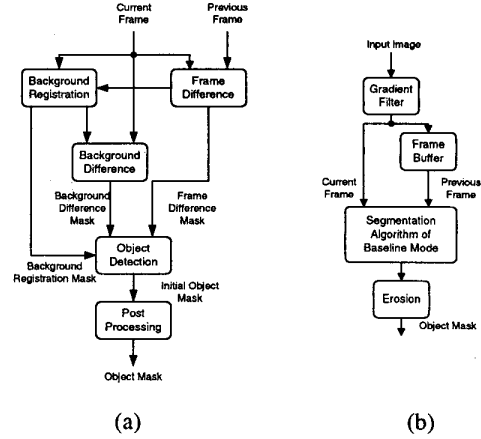 Current
Frame
Previous
Frame
Background
Registration
Frame
Difference
Background
Difference
Background
Difference
Mask
Frame
Difference
Mask
Object
Detection
Background
Registration Mask
Initial Object
Mask
Post
Processing
Object Mask
(a)
Input Image
Gradient
Filter
Frame
Buffer
Current
Frame
Previous
Frame
Segmentation
Algorithm of
Baseline Mode
Erosion
Object Mask
(b)